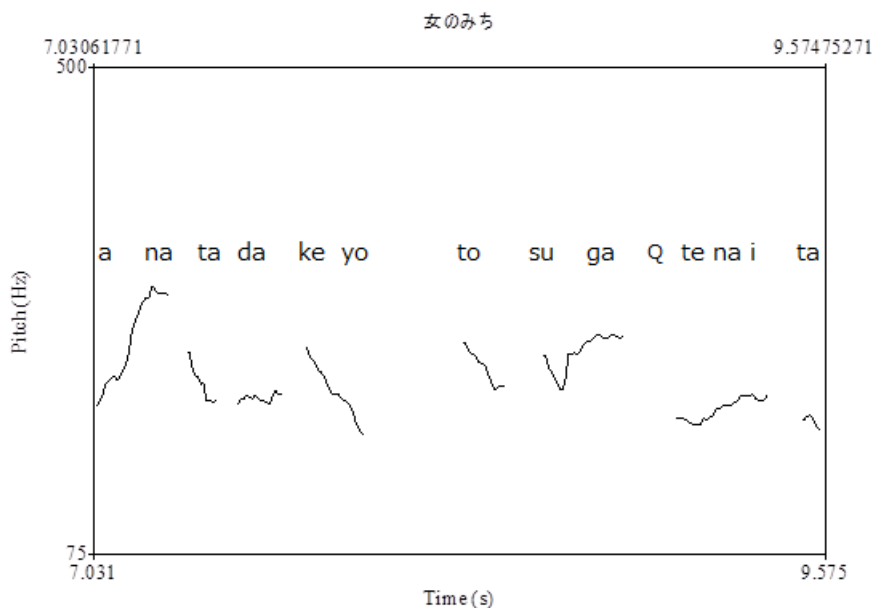 女のみち
7.03061771 9.57475271
500
a na ta da ke yo to su ga Q te na i ta
Pitch (Hz)
75
7.031 9.575
Time (s)